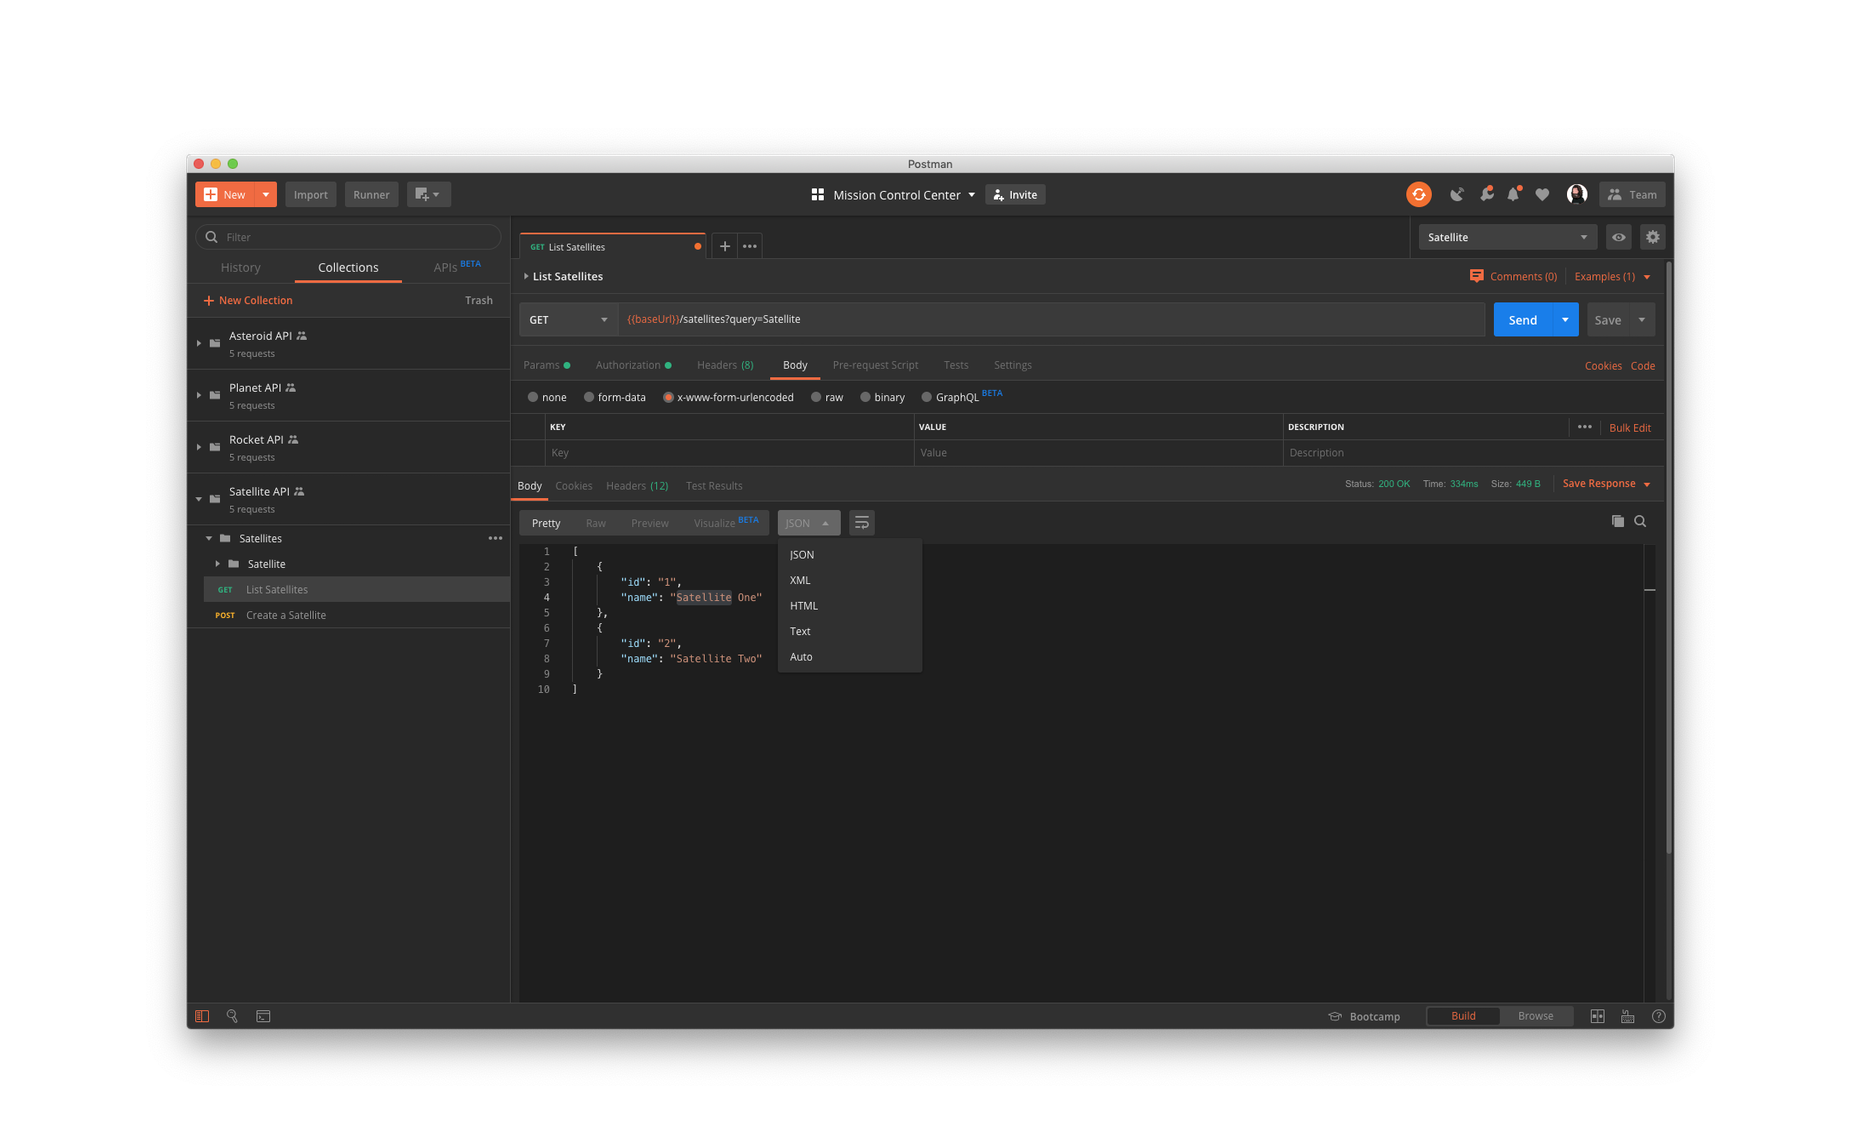 Postman
New
Import
Runner
Mission Control Center
Invite
Team
Filter
History
Collections
APIs BETA
New Collection
Trash
Asteroid API
5 requests
Planet API
5 requests
Rocket API
5 requests
Satellite API
5 requests
Satellites
Satellite
GET List Satellites
POST Create a Satellite
GET List Satellites
Satellite
List Satellites
Comments (0)
Examples (1)
GET
{{baseUrl}}/satellites?query=Satellite
Send
Save
Params
Authorization
Headers (8)
Body
Pre-request Script
Tests
Settings
Cookies
Code
none
form-data
x-www-form-urlencoded
raw
binary
GraphQL BETA
KEY
VALUE
DESCRIPTION
Bulk Edit
Key
Value
Description
Body
Cookies
Headers (12)
Test Results
Status: 200 OK
Time: 334ms
Size: 449 B
Save Response
Pretty
Raw
Preview
Visualize BETA
JSON
1 [
2 {
3 "id": "1",
4 "name": "Satellite One"
5 },
6 {
7 "id": "2",
8 "name": "Satellite Two"
9 }
10 ]
JSON
XML
HTML
Text
Auto
Bootcamp
Build
Browse